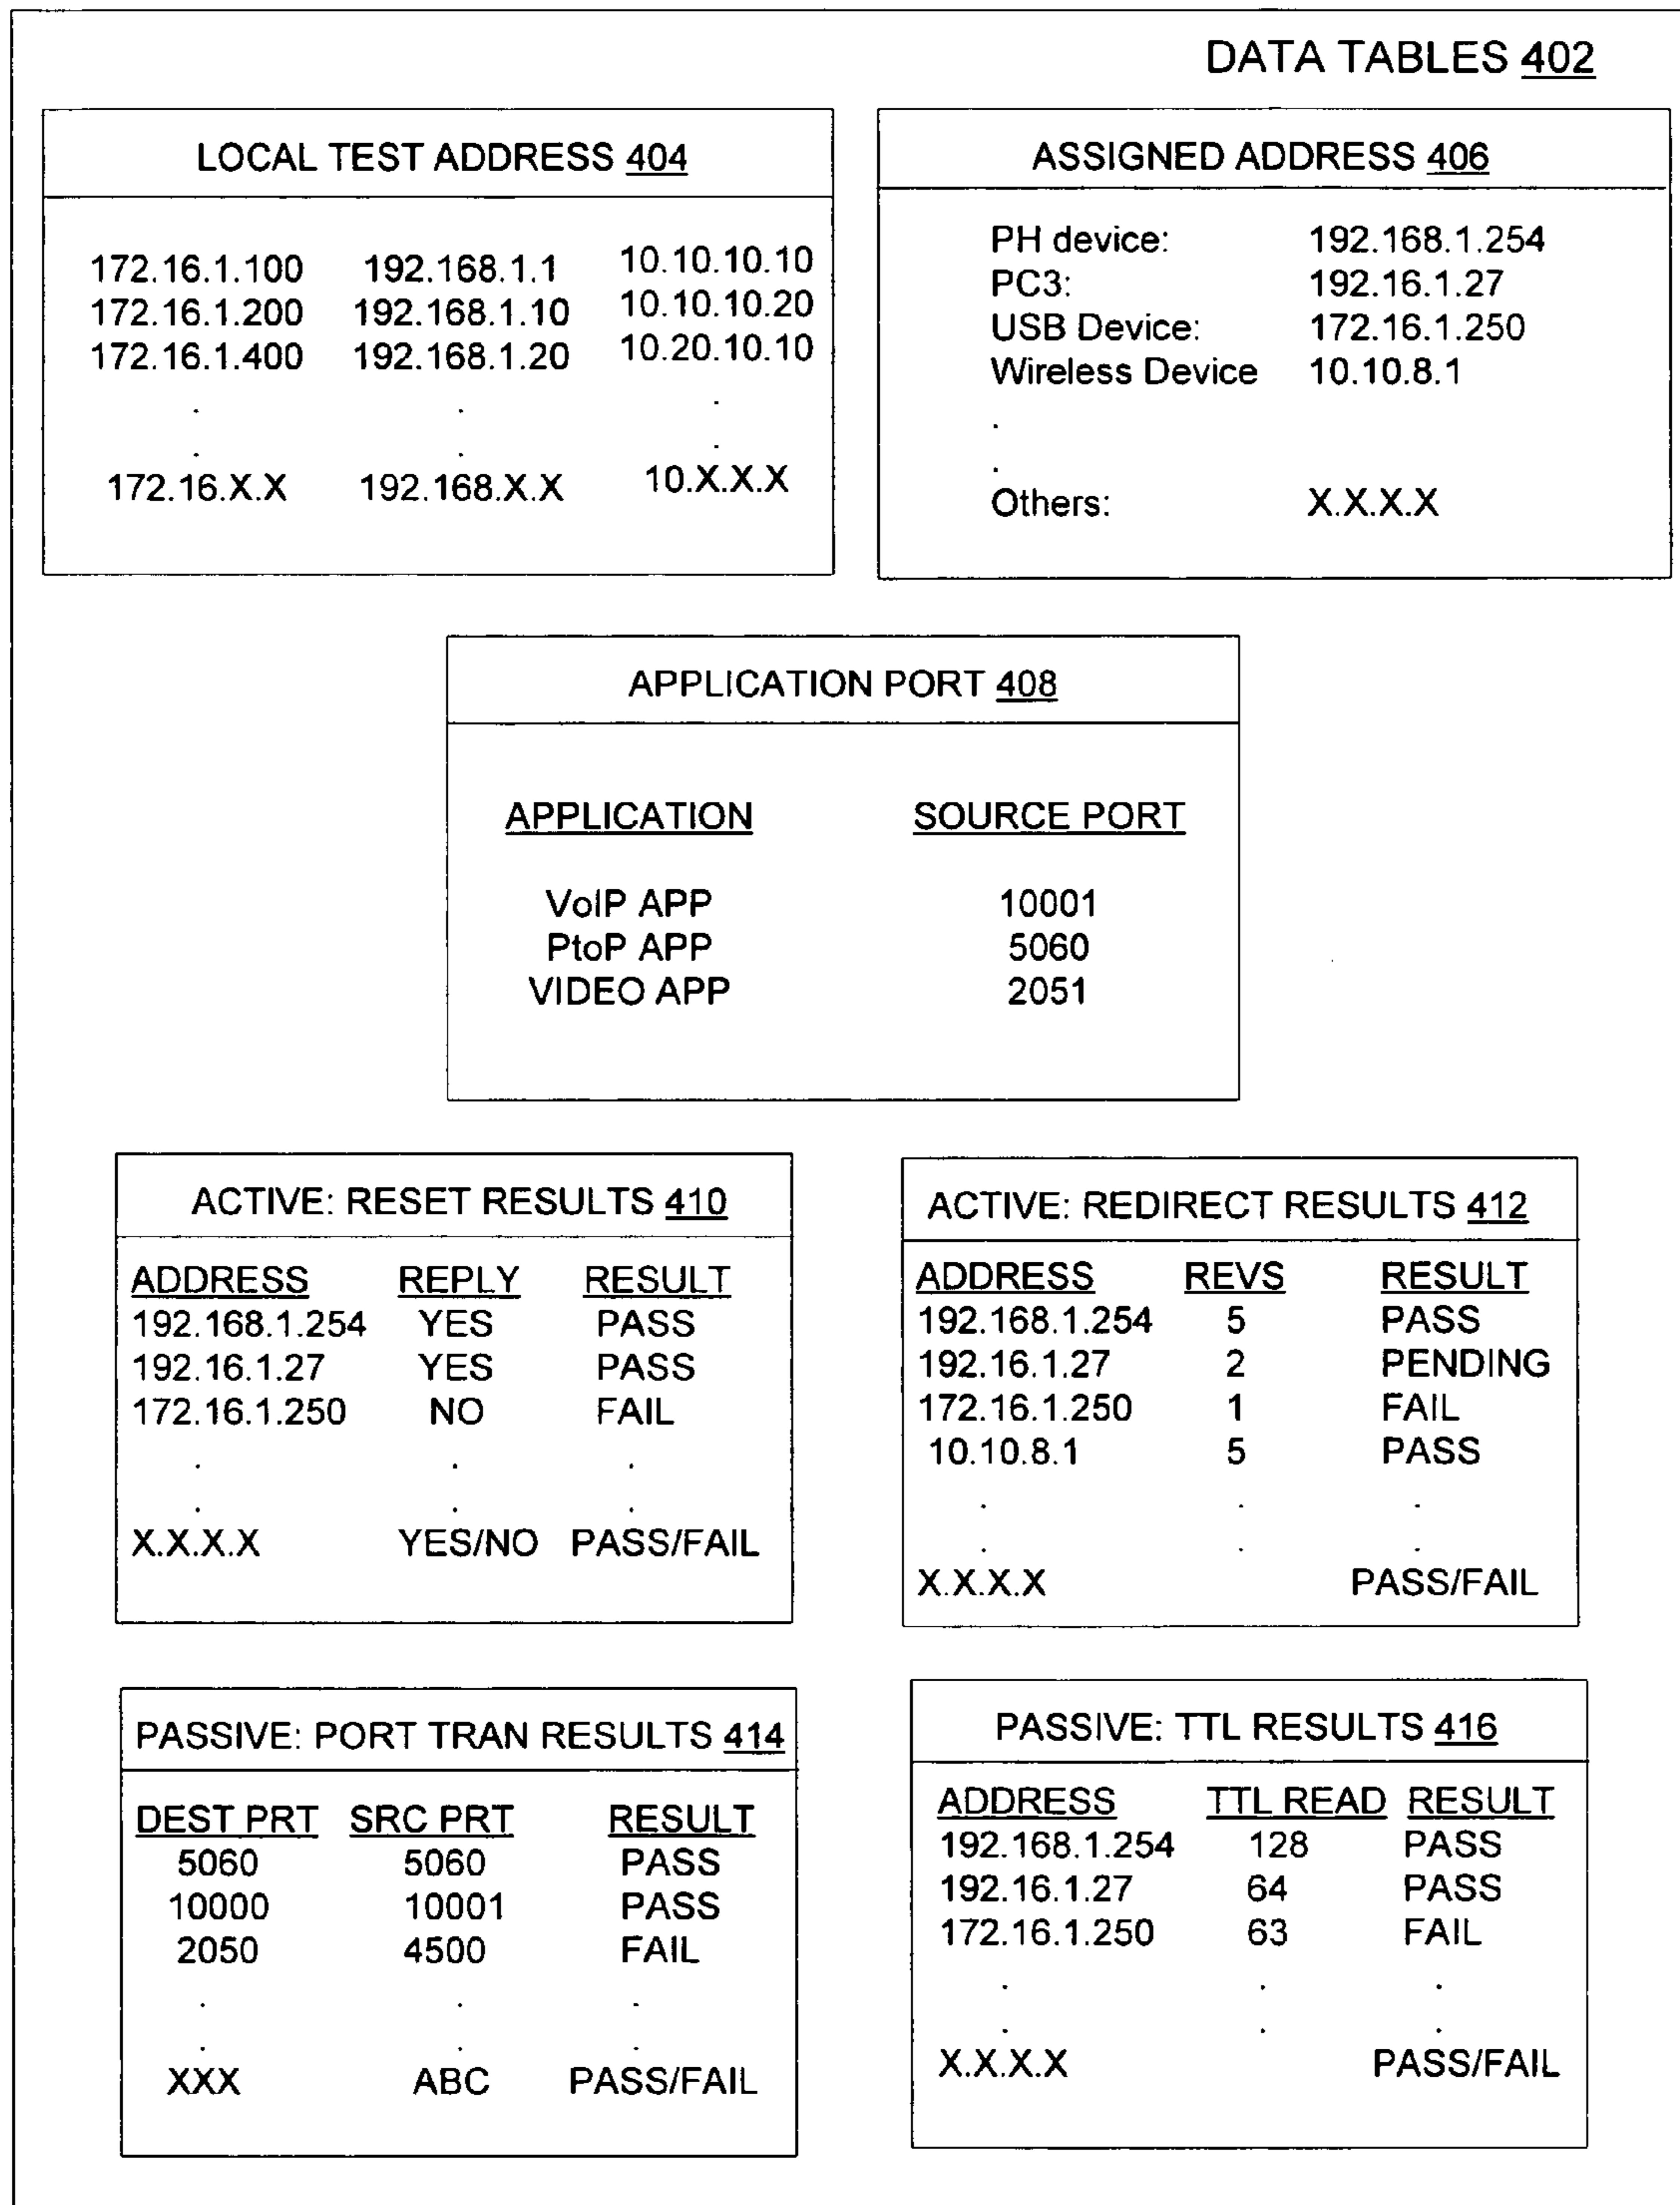 DATA TABLES 402
LOCAL TEST ADDRESS 404
172.16.1.100 192.168.1.1 10.10.10.10
172.16.1.200 192.168.1.10 10.10.10.20
172.16.1.400 192.168.1.20 10.20.10.10
. . .
. . .
172.16.X.X 192.168.X.X 10.X.X.X
ASSIGNED ADDRESS 406
PH device: 192.168.1.254
PC3: 192.16.1.27
USB Device: 172.16.1.250
Wireless Device 10.10.8.1
.
.
Others: X.X.X.X
APPLICATION PORT 408
APPLICATION SOURCE PORT
VoIP APP 10001
PtoP APP 5060
VIDEO APP 2051
ACTIVE: RESET RESULTS 410
ADDRESS REPLY RESULT
192.168.1.254 YES PASS
192.16.1.27 YES PASS
172.16.1.250 NO FAIL
. . .
. . .
X.X.X.X YES/NO PASS/FAIL
ACTIVE: REDIRECT RESULTS 412
ADDRESS REVS RESULT
192.168.1.254 5 PASS
192.16.1.27 2 PENDING
172.16.1.250 1 FAIL
10.10.8.1 5 PASS
. . .
. . .
X.X.X.X PASS/FAIL
PASSIVE: PORT TRAN RESULTS 414
DEST PRT SRC PRT RESULT
5060 5060 PASS
10000 10001 PASS
2050 4500 FAIL
. . .
. . .
XXX ABC PASS/FAIL
PASSIVE: TTL RESULTS 416
ADDRESS TTL READ RESULT
192.168.1.254 128 PASS
192.16.1.27 64 PASS
172.16.1.250 63 FAIL
. . .
. . .
X.X.X.X PASS/FAIL